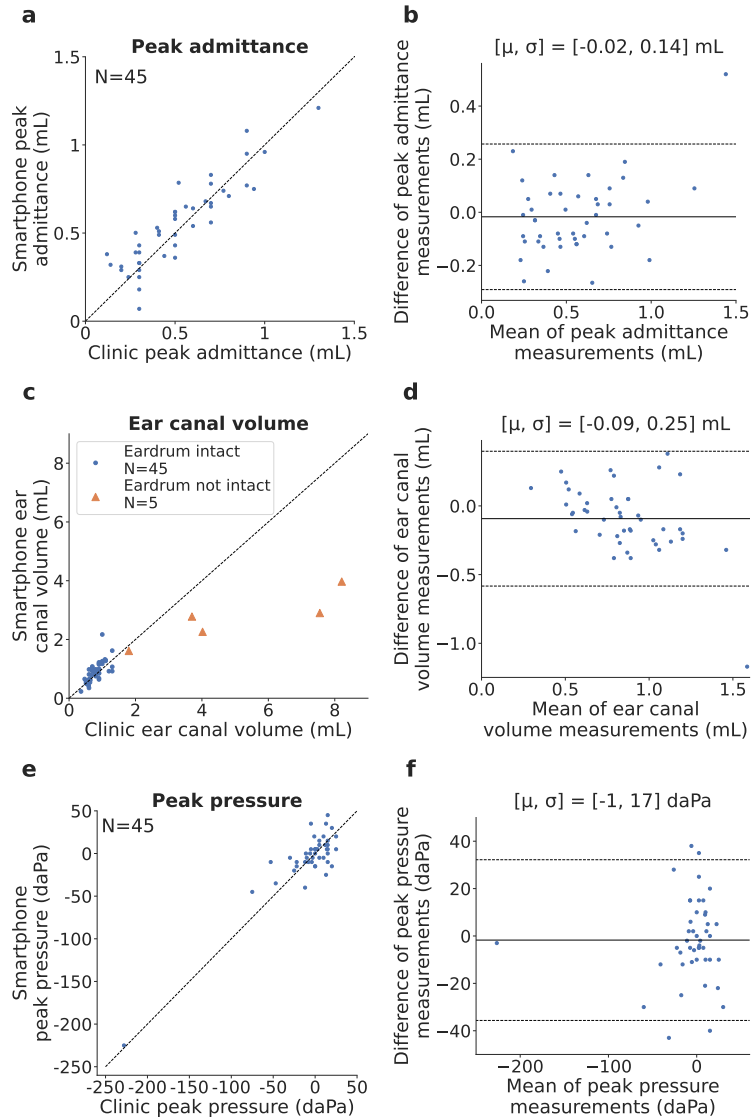 a
Peak admittance
N=45
1.5
1
0.5
0
0
0.5
1
1.5
Smartphone peak
admittance (mL)
Clinic peak admittance (mL)
b
[μ, σ] = [-0.02, 0.14] mL
0.4
0.2
0.0
−0.2
0.0
0.5
1.0
1.5
Difference of peak admittance
measurements (mL)
Mean of peak admittance
measurements (mL)
c
Ear canal volume
Eardrum intact
N=45
Eardrum not intact
N=5
8
6
4
2
0
0
2
4
6
8
Smartphone ear
canal volume (mL)
Clinic ear canal volume (mL)
d
[μ, σ] = [-0.09, 0.25] mL
0.0
−0.5
−1.0
0.0
0.5
1.0
1.5
Difference of ear canal
volume measurements (mL)
Mean of ear canal
volume measurements (mL)
e
Peak pressure
N=45
50
0
-50
-100
-150
-200
-250
-250
-200
-150
-100
-50
0
50
Smartphone
peak pressure (daPa)
Clinic peak pressure (daPa)
f
[μ, σ] = [-1, 17] daPa
40
20
0
−20
−40
−200
−100
0
Difference of peak pressure
measurements (daPa)
Mean of peak pressure
measurements (daPa)